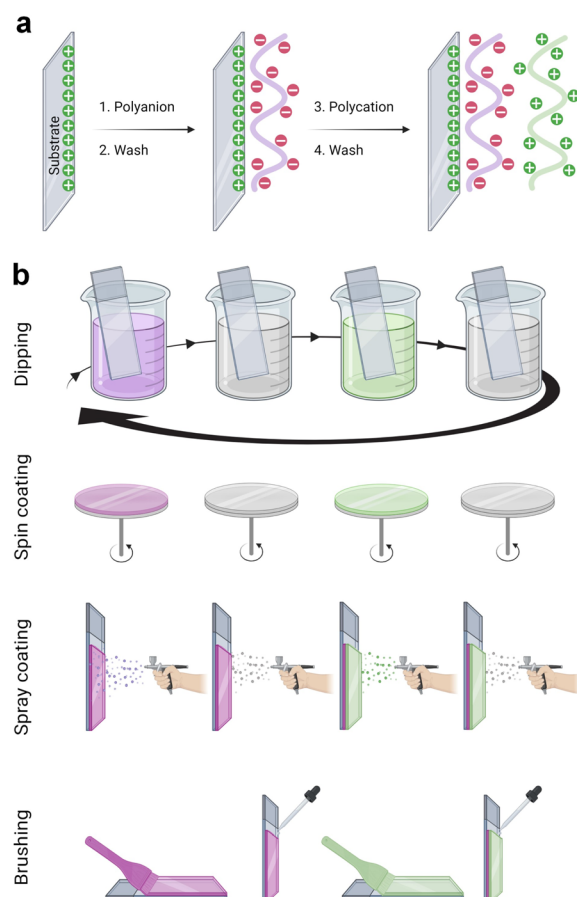 a
Substrate
1. Polyanion
2. Wash
3. Polycation
4. Wash
b
Dipping
Spin coating
Spray coating
Brushing